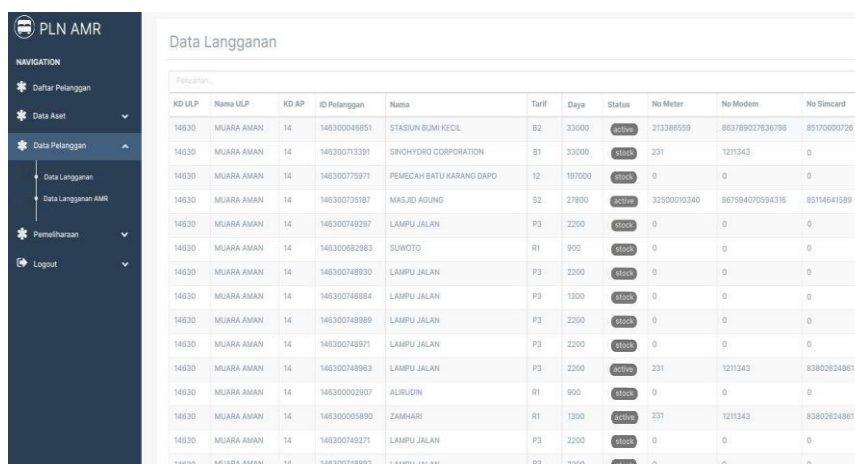 PLN AMR
NAVIGATION
Daftar Pelanggan
Data Aset
Data Pelanggan
Data Langganan
Data Langganan AMR
Pemeliharaan
Logout
Data Langganan
Pencarian...
KD ULP Nama ULP KD AP ID Pelanggan Nama Tarif Daya Status No Meter No Modem No Simcard
14630 MUARA AMAN 14 146300046851 STASIUN BUMI KECIL B2 33000 active 213386559 863789027636798 85170000726
14630 MUARA AMAN 14 146300713391 SINOHYDRO CORPORATION B1 33000 stock 231 1211343 0
14630 MUARA AMAN 14 146300775971 PEMECAH BATU KARANG DAPO 12 197000 stock 0 0 0
14630 MUARA AMAN 14 146300735187 MASJID AGUNG S2 27800 active 32500010340 867594070594316 85114641589
14630 MUARA AMAN 14 146300749297 LAMPU JALAN P3 2200 stock 0 0 0
14630 MUARA AMAN 14 146300682983 SUWOTO R1 900 stock 0 0 0
14630 MUARA AMAN 14 146300748930 LAMPU JALAN P3 2200 stock 0 0 0
14630 MUARA AMAN 14 146300748884 LAMPU JALAN P3 1300 stock 0 0 0
14630 MUARA AMAN 14 146300748989 LAMPU JALAN P3 2200 stock 0 0 0
14630 MUARA AMAN 14 146300748971 LAMPU JALAN P3 2200 stock 0 0 0
14630 MUARA AMAN 14 146300748963 LAMPU JALAN P3 2200 active 231 1211343 83802624861
14630 MUARA AMAN 14 146300002907 ALIRUDIN R1 900 stock 0 0 0
14630 MUARA AMAN 14 146300005890 ZAMHARI R1 1300 active 231 1211343 83802624861
14630 MUARA AMAN 14 146300749271 LAMPU JALAN P3 2200 stock 0 0 0